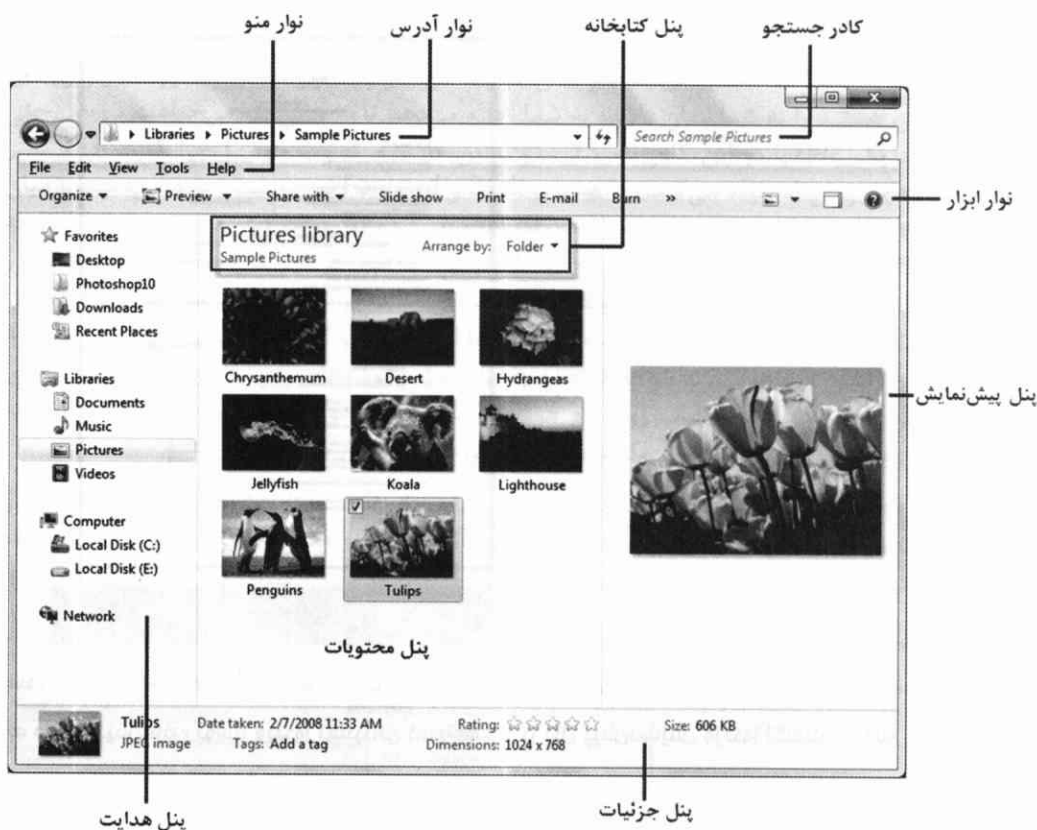 نوار منو
نوار آدرس
پنل کتابخانه
کادر جستجو
Libraries ▸ Pictures ▸ Sample Pictures
Search Sample Pictures
File Edit View Tools Help
Organize Preview Share with Slide show Print E-mail Burn »
نوار ابزار
Favorites
Desktop
Photoshop10
Downloads
Recent Places
Libraries
Documents
Music
Pictures
Videos
Computer
Local Disk (C:)
Local Disk (E:)
Network
Pictures library
Sample Pictures
Arrange by: Folder
Chrysanthemum
Desert
Hydrangeas
Jellyfish
Koala
Lighthouse
Penguins
Tulips
پنل پیش‌نمایش
پنل محتویات
Tulips Date taken: 2/7/2008 11:33 AM Rating: Size: 606 KB
JPEG image Tags: Add a tag Dimensions: 1024 x 768
پنل هدایت
پنل جزئیات